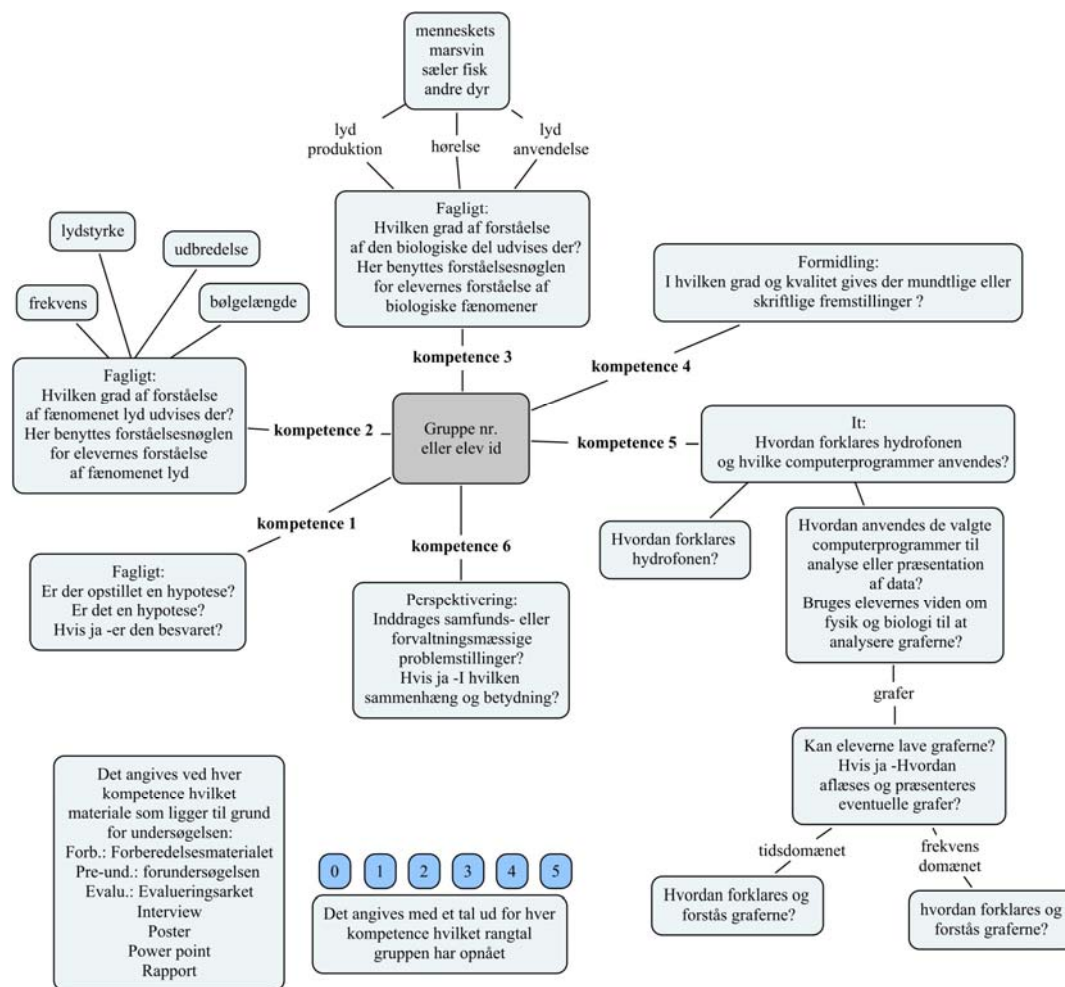 menneskets
marsvin
sæler fisk
andre dyr
lyd
produktion
hørelse
lyd
anvendelse
Fagligt:
Hvilken grad af forståelse
af den biologiske del udvises der?
Her benyttes forståelsesnøglen
for elevernes forståelse af
biologiske fænomener
lydstyrke
udbredelse
frekvens
bølgelængde
Fagligt:
Hvilken grad af forståelse
af fænomenet lyd udvises der?
Her benyttes forståelsesnøglen
for elevernes forståelse
af fænomenet lyd
Formidling:
I hvilken grad og kvalitet gives der mundtlige eller
skriftlige fremstillinger ?
kompetence 3
kompetence 4
kompetence 2
Gruppe nr.
eller elev id
kompetence 5
It:
Hvordan forklares hydrofonen
og hvilke computerprogrammer anvendes?
kompetence 1
kompetence 6
Fagligt:
Er der opstillet en hypotese?
Er det en hypotese?
Hvis ja -er den besvaret?
Perspektivering:
Inddrages samfunds- eller
forvaltningsmæssige
problemstillinger?
Hvis ja -I hvilken
sammenhæng og betydning?
Hvordan forklares
hydrofonen?
Hvordan anvendes de valgte
computerprogrammer til
analyse eller præsentation
af data?
Bruges elevernes viden om
fysik og biologi til at
analysere graferne?
grafer
Kan eleverne lave graferne?
Hvis ja -Hvordan
aflæses og præsenteres
eventuelle grafer?
tidsdomænet
frekvens
domænet
Hvordan forklares og
forstås graferne?
hvordan forklares og
forstås graferne?
Det angives ved hver
kompetence hvilket
materiale som ligger til grund
for undersøgelsen:
Forb.: Forberedelsesmaterialet
Pre-und.: forundersøgelsen
Evalu.: Evalueringsarket
Interview
Poster
Power point
Rapport
0 1 2 3 4 5
Det angives med et tal ud for hver
kompetence hvilket rangtal
gruppen har opnået